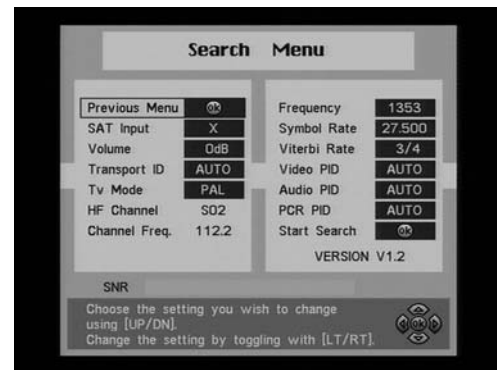 Search Menu
Previous Menu ok
SAT Input X
Volume 0dB
Transport ID AUTO
Tv Mode PAL
HF Channel S02
Channel Freq. 112.2
Frequency 1353
Symbol Rate 27.500
Viterbi Rate 3/4
Video PID AUTO
Audio PID AUTO
PCR PID AUTO
Start Search ok
VERSION V1.2
SNR
Choose the setting you wish to change
using [UP/DN].
Change the setting by toggling with [LT/RT].
ok